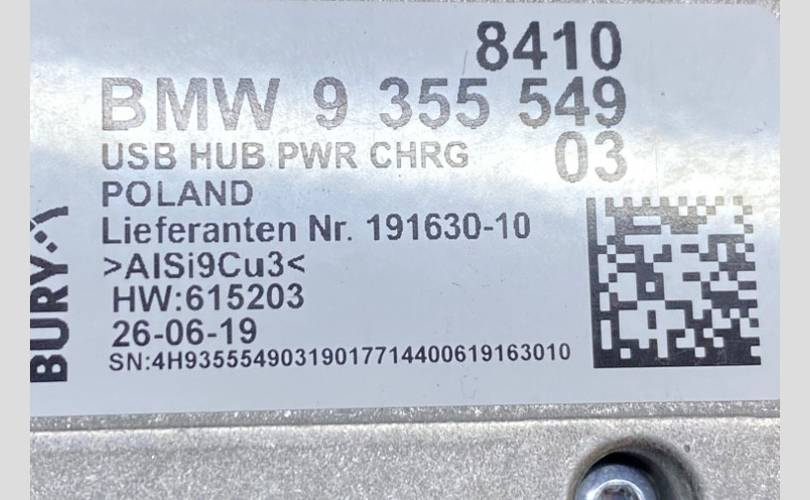 8410
BMW 9 355 549
USB HUB PWR CHRG 03
POLAND
Lieferanten Nr. 191630-10
>AlSi9Cu3<
HW:615203
26-06-19
SN:4H93555490319017714400619163010
BURY